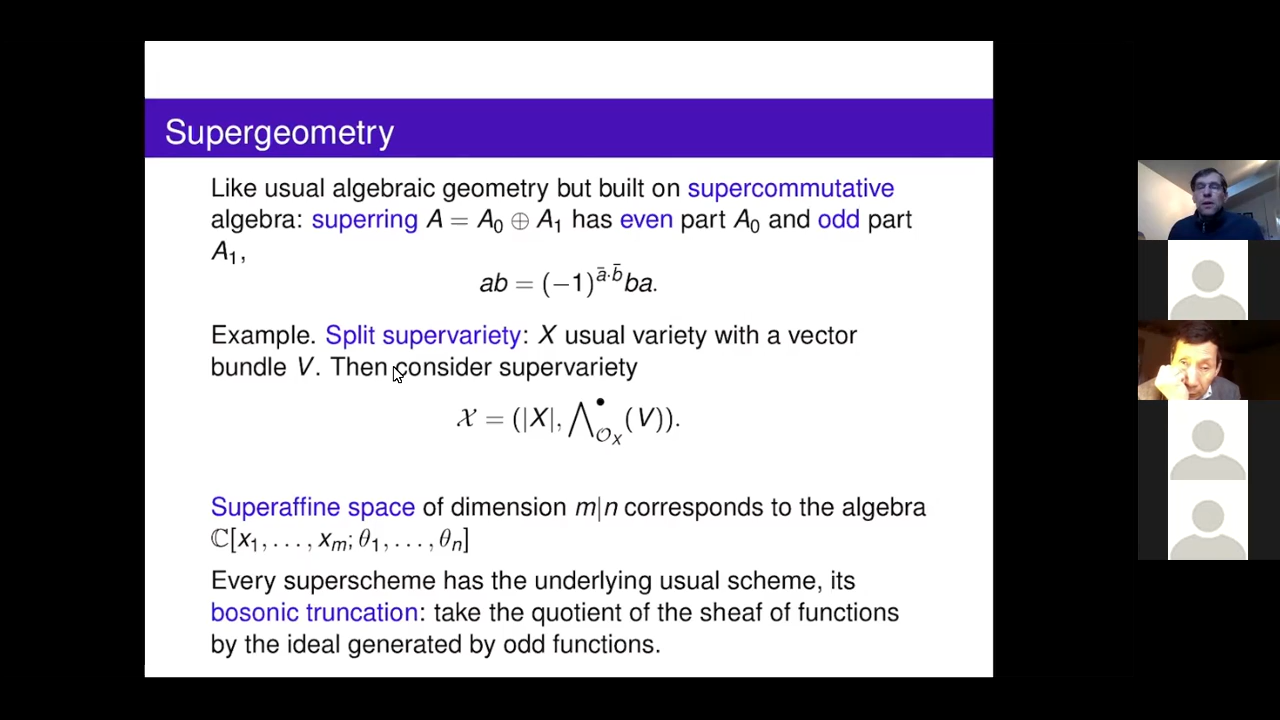 Supergeometry
Like usual algebraic geometry but built on supercommutative
algebra: superring A = A₀ ⊕ A₁ has even part A₀ and odd part
A₁,
ab = (−1)^{ā·b̄}ba.
Example. Split supervariety: X usual variety with a vector
bundle V. Then consider supervariety
𝒳 = (|X|, ⋀^•_{𝒪_X}(V)).
Superaffine space of dimension m|n corresponds to the algebra
ℂ[x₁, . . . , xₘ; θ₁, . . . , θₙ]
Every superscheme has the underlying usual scheme, its
bosonic truncation: take the quotient of the sheaf of functions
by the ideal generated by odd functions.